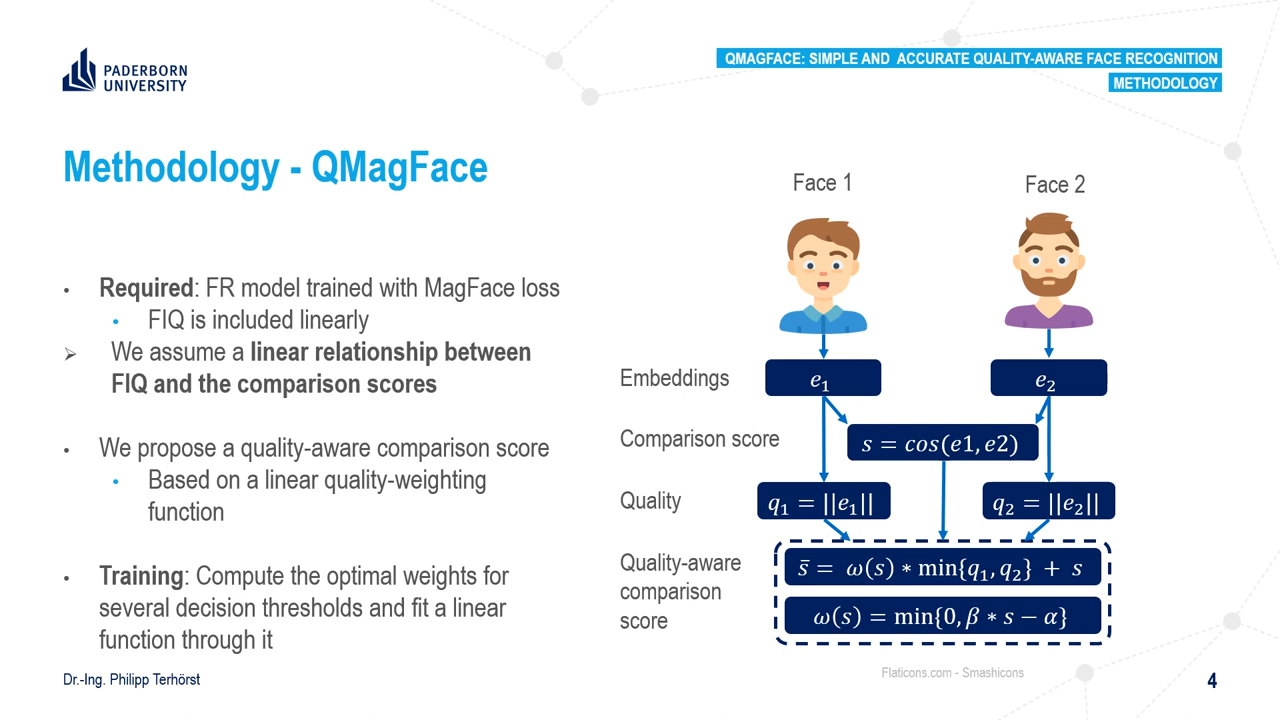 PADERBORN
UNIVERSITY
QMAGFACE: SIMPLE AND ACCURATE QUALITY-AWARE FACE RECOGNITION
METHODOLOGY
Methodology - QMagFace
• Required: FR model trained with MagFace loss
• FIQ is included linearly
➢ We assume a linear relationship between
FIQ and the comparison scores
• We propose a quality-aware comparison score
• Based on a linear quality-weighting
function
• Training: Compute the optimal weights for
several decision thresholds and fit a linear
function through it
Face 1
Face 2
Embeddings
e₁
e₂
Comparison score
s = cos(e1, e2)
Quality
q₁ = ||e₁||
q₂ = ||e₂||
Quality-aware
comparison
score
s̄ = ω(s) ∗ min{q₁, q₂} + s
ω(s) = min{0, β ∗ s − α}
Flaticons.com - Smashicons
Dr.-Ing. Philipp Terhörst
4